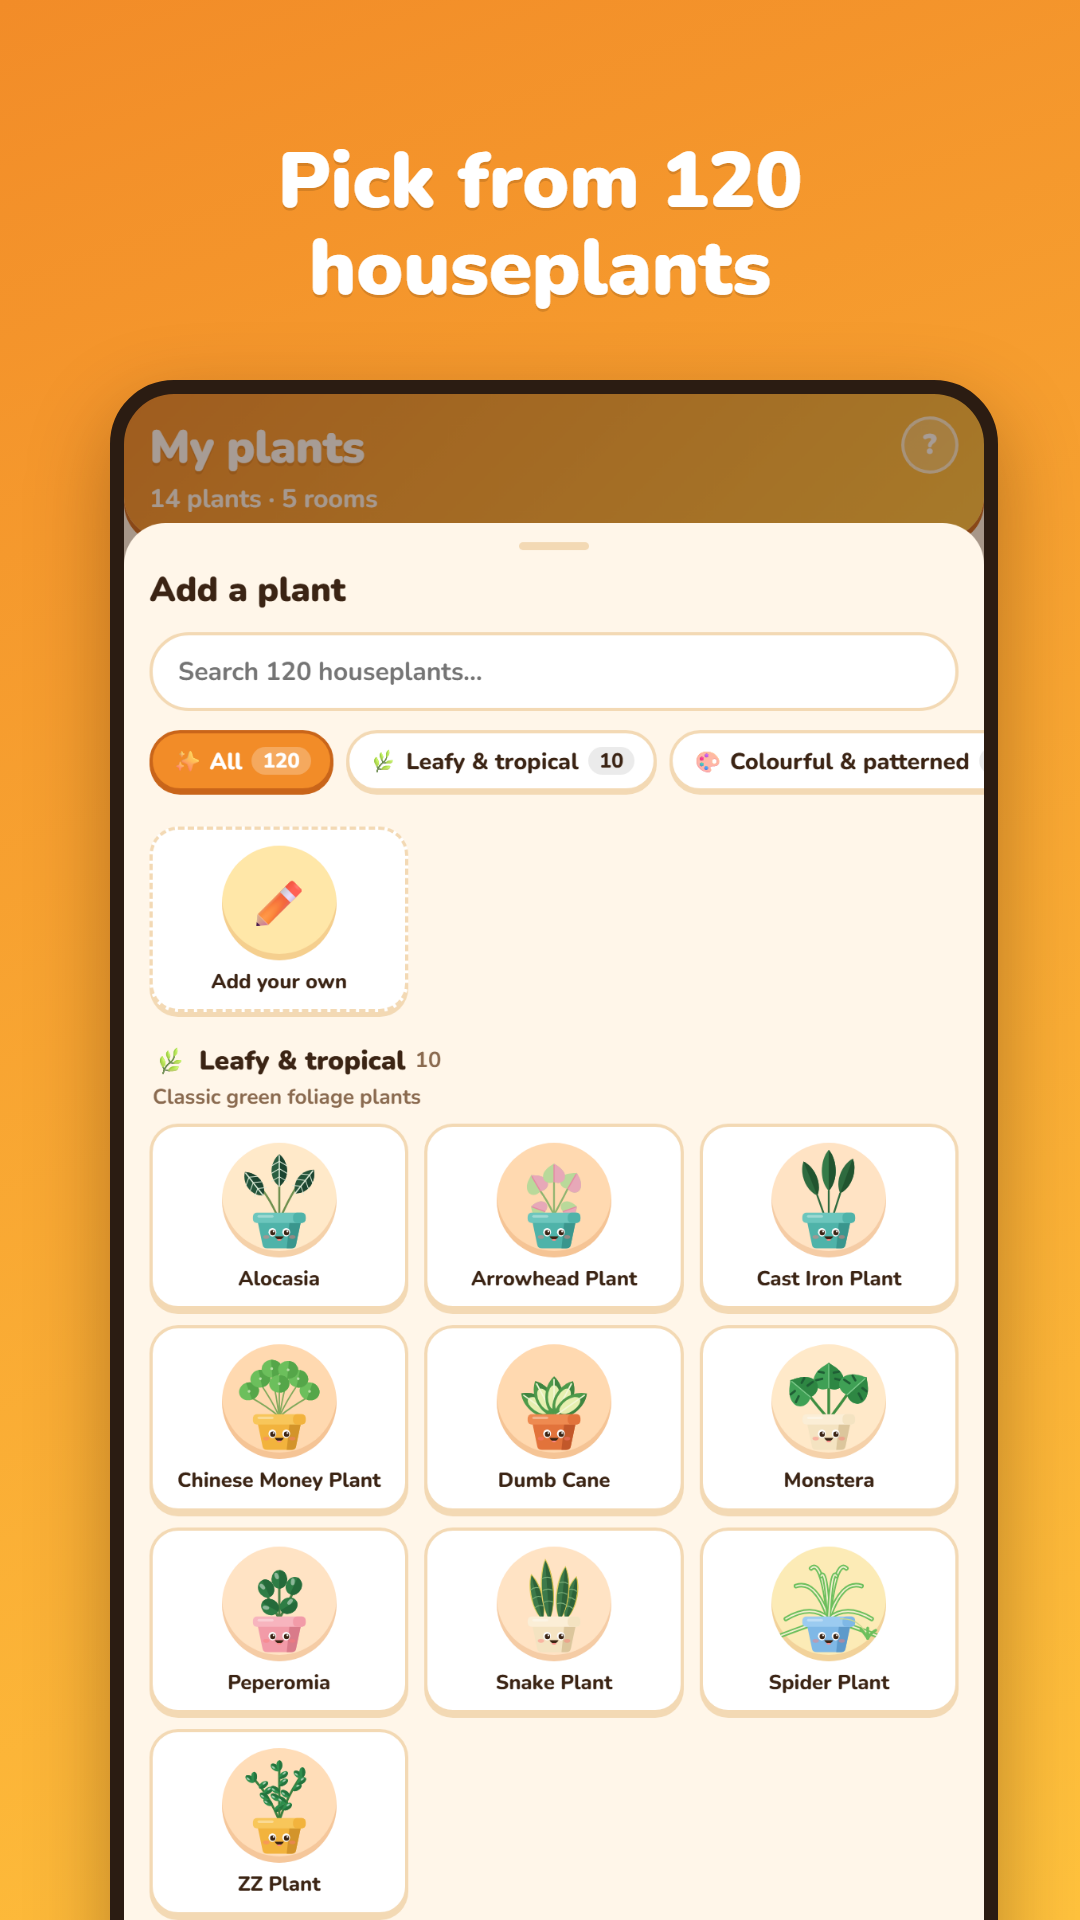 Pick from 120
houseplants
My plants
?
14 plants · 5 rooms
Add a plant
Search 120 houseplants...
All 120
Leafy & tropical 10
Colourful & patterned
Add your own
Leafy & tropical 10
Classic green foliage plants
Alocasia
Arrowhead Plant
Cast Iron Plant
Chinese Money Plant
Dumb Cane
Monstera
Peperomia
Snake Plant
Spider Plant
ZZ Plant